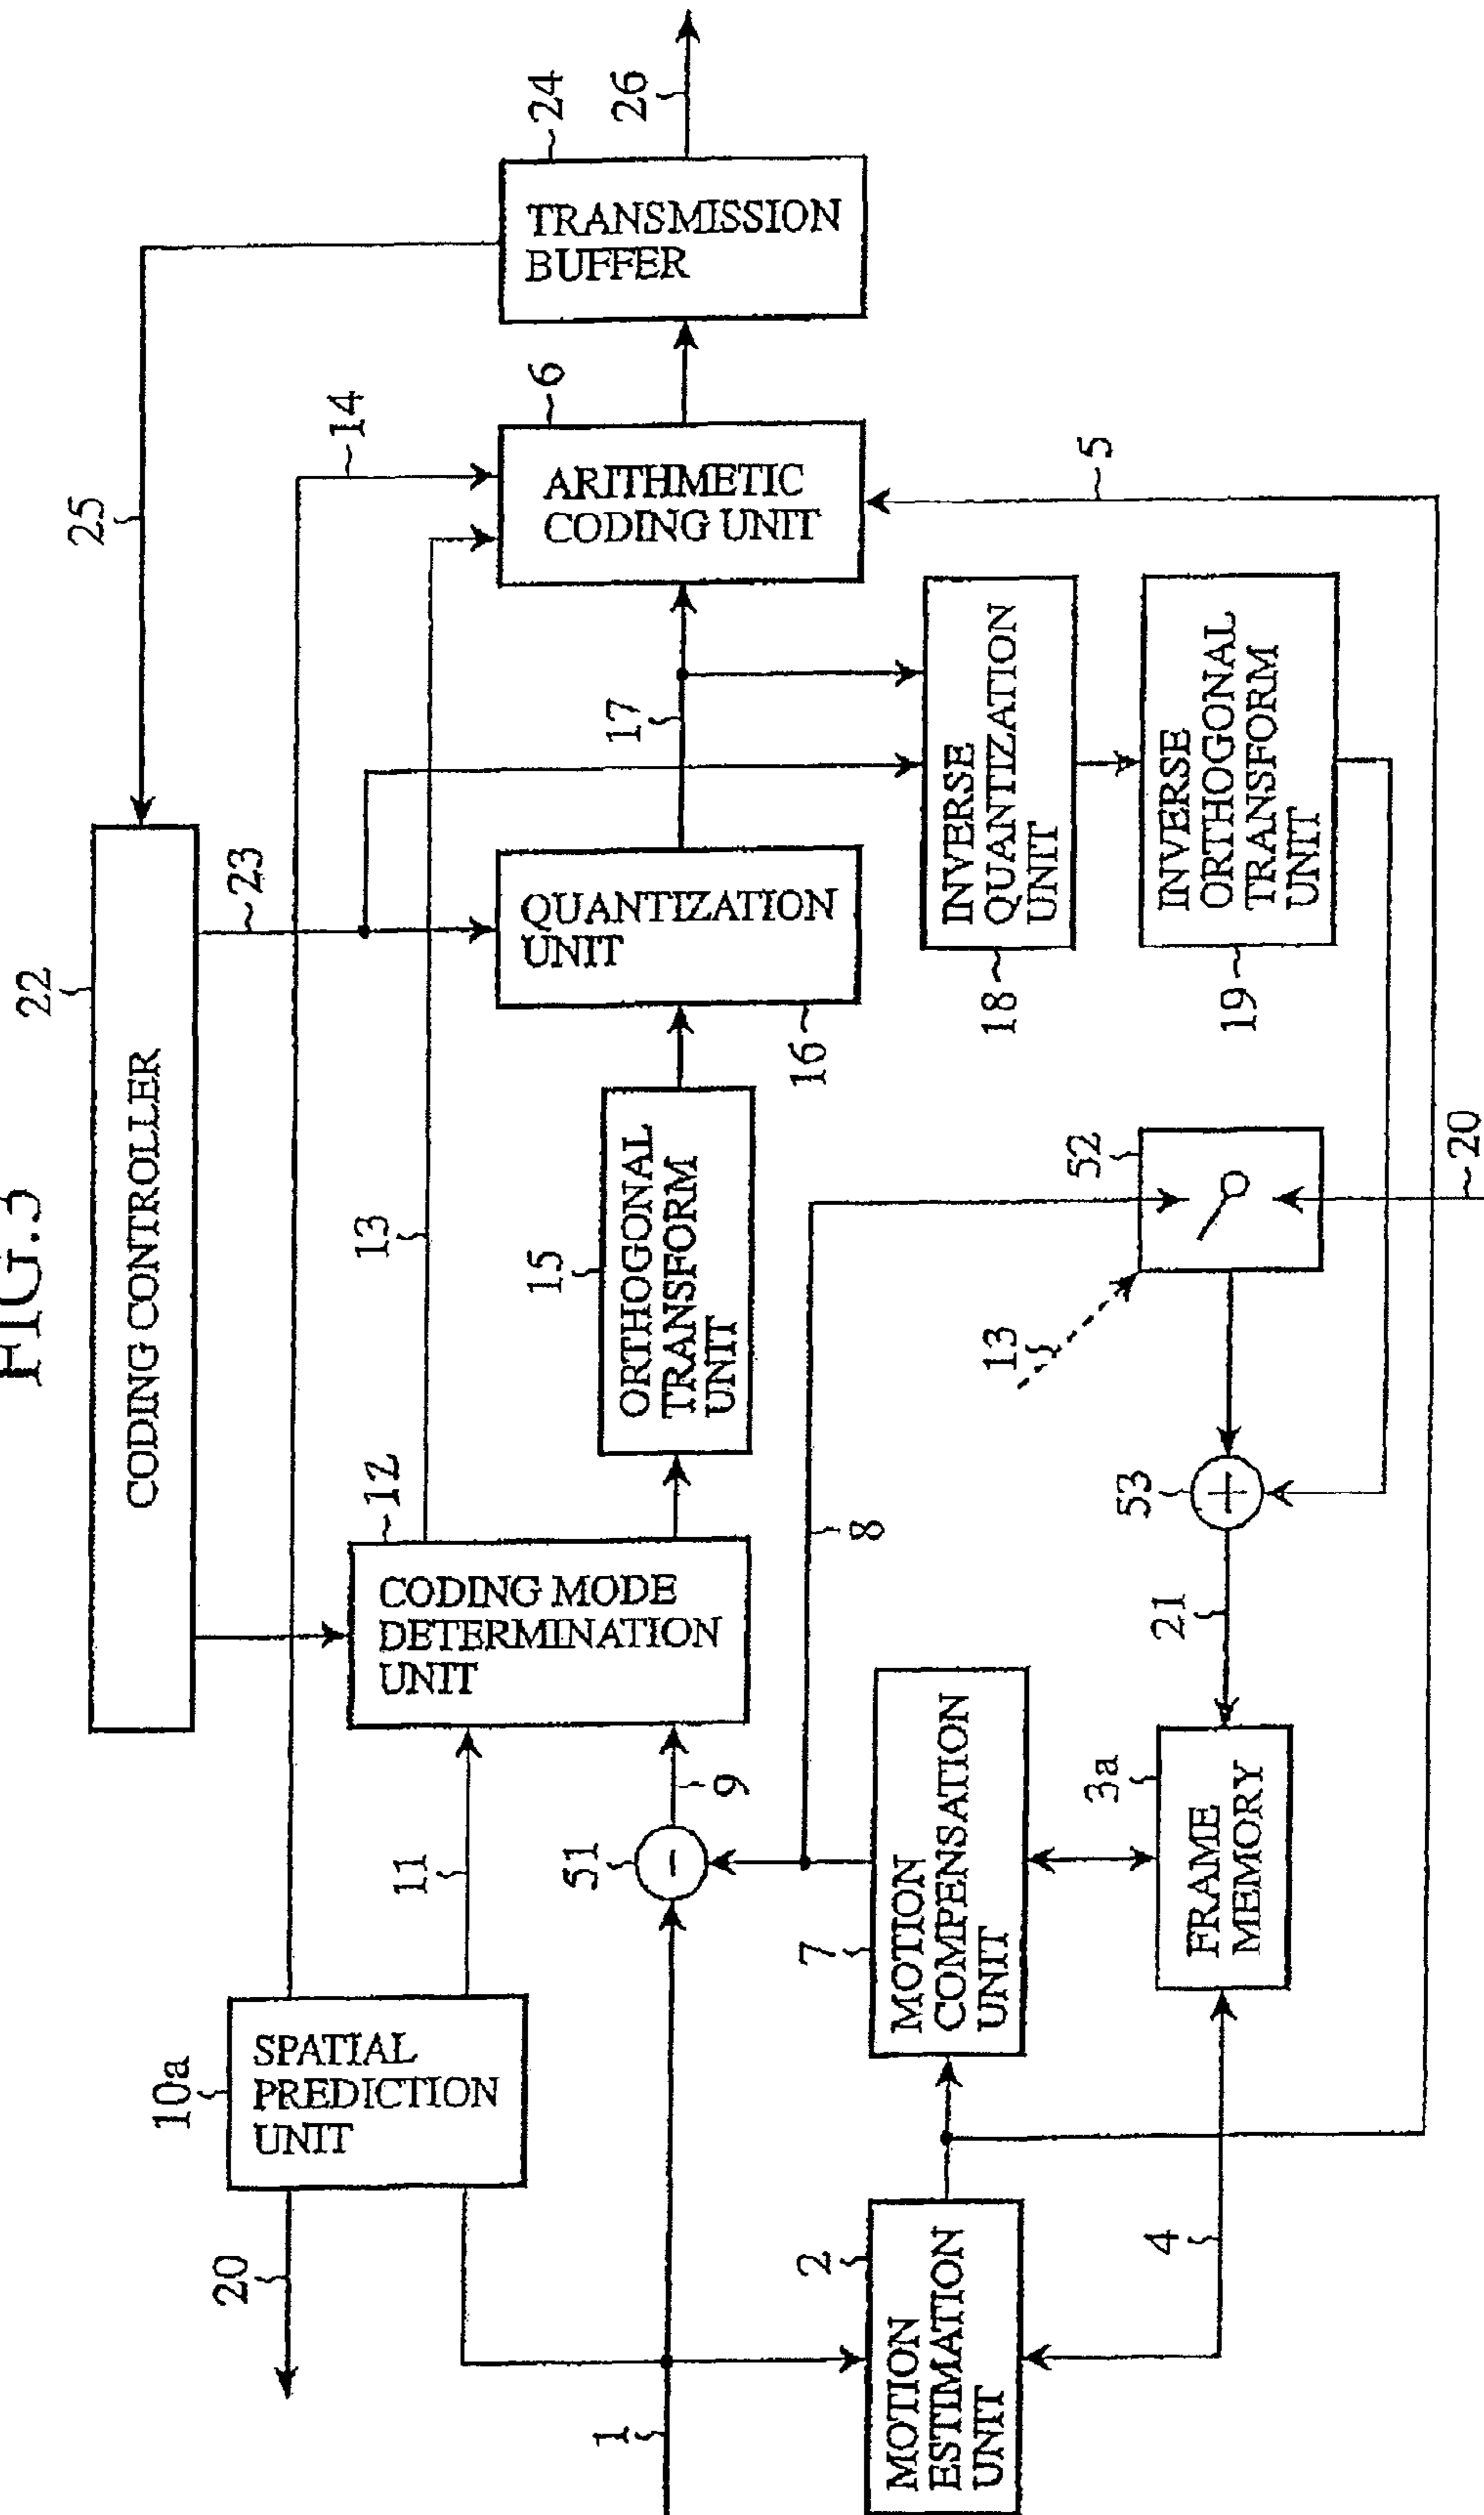 FIG.3
22
CODING CONTROLLER
25
23
10a
SPATIAL
PREDICTION
UNIT
20
11
12
CODING MODE
DETERMINATION
UNIT
13
14
15
ORTHOGONAL
TRANSFORM
UNIT
16
QUANTIZATION
UNIT
17
6
ARITHMETIC
CODING UNIT
24
TRANSMISSION
BUFFER
26
1
51
-
9
8
2
MOTION
ESTIMATION
UNIT
7
MOTION
COMPENSATION
UNIT
4
3a
FRAME
MEMORY
21
53
+
13
52
20
18
INVERSE
QUANTIZATION
UNIT
19
INVERSE
ORTHOGONAL
TRANSFORM
UNIT
5